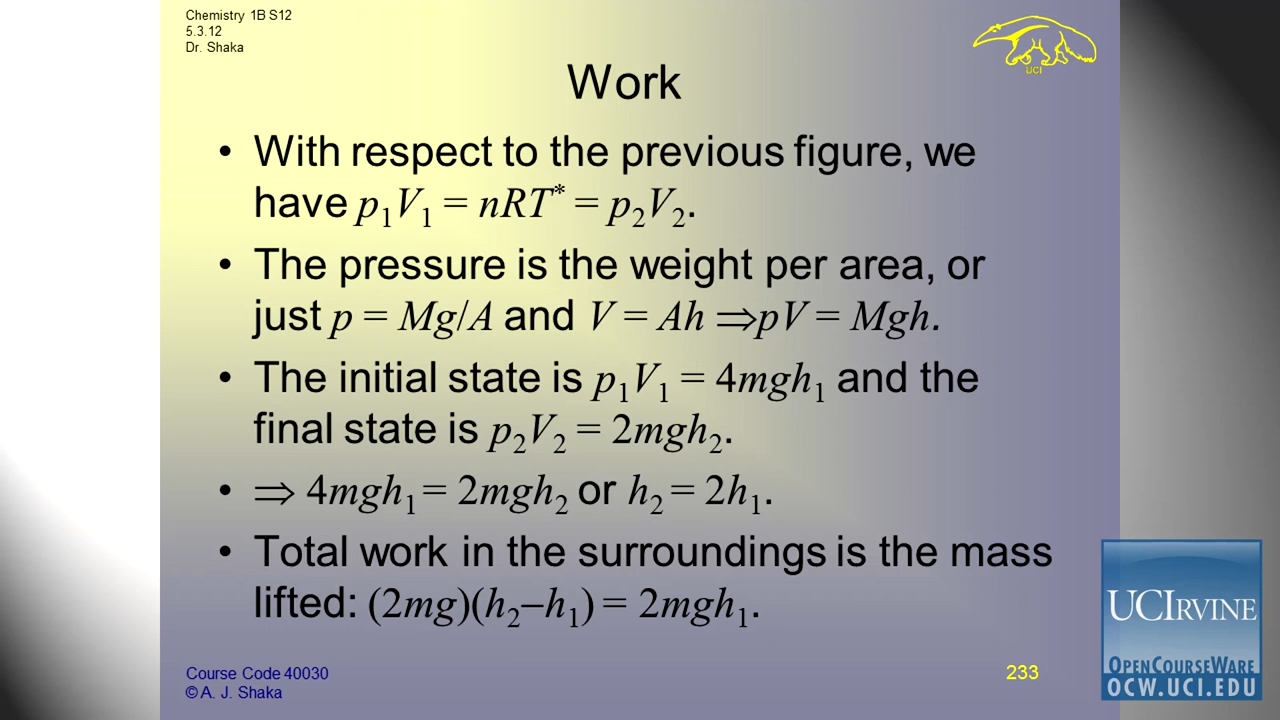 Chemistry 1B S12
5.3.12
Dr. Shaka
UCI
Work
• With respect to the previous figure, we
have p₁V₁ = nRT* = p₂V₂.
• The pressure is the weight per area, or
just p = Mg/A and V = Ah ⇒pV = Mgh.
• The initial state is p₁V₁ = 4mgh₁ and the
final state is p₂V₂ = 2mgh₂.
• ⇒ 4mgh₁ = 2mgh₂ or h₂ = 2h₁.
• Total work in the surroundings is the mass
lifted: (2mg)(h₂–h₁) = 2mgh₁.
UCIRVINE
OPENCOURSEWARE
OCW.UCI.EDU
Course Code 40030
© A. J. Shaka
233